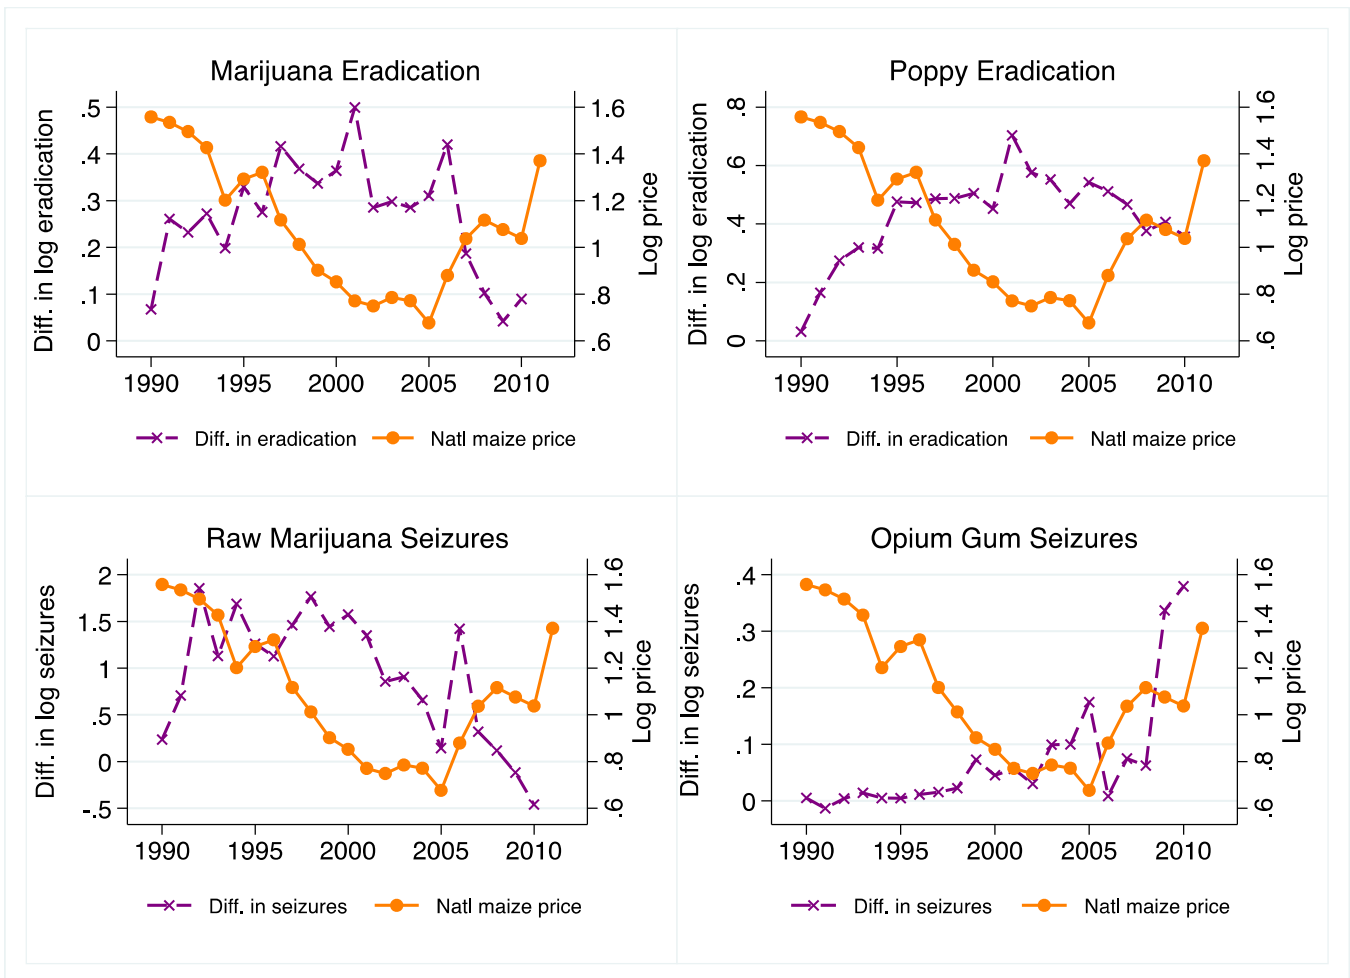 Marijuana Eradication
Diff. in log eradication
.5
.4
.3
.2
.1
0
1.6
1.4
1.2
1
.8
.6
Log price
1990 1995 2000 2005 2010
Diff. in eradication Natl maize price
Poppy Eradication
Diff. in log eradication
.8
.6
.4
.2
0
1.6
1.4
1.2
1
.8
.6
Log price
1990 1995 2000 2005 2010
Diff. in eradication Natl maize price
Raw Marijuana Seizures
Diff. in log seizures
2
1.5
1
.5
0
-.5
1.6
1.4
1.2
1
.8
.6
Log price
1990 1995 2000 2005 2010
Diff. in seizures Natl maize price
Opium Gum Seizures
Diff. in log seizures
.4
.3
.2
.1
0
1.6
1.4
1.2
1
.8
.6
Log price
1990 1995 2000 2005 2010
Diff. in seizures Natl maize price